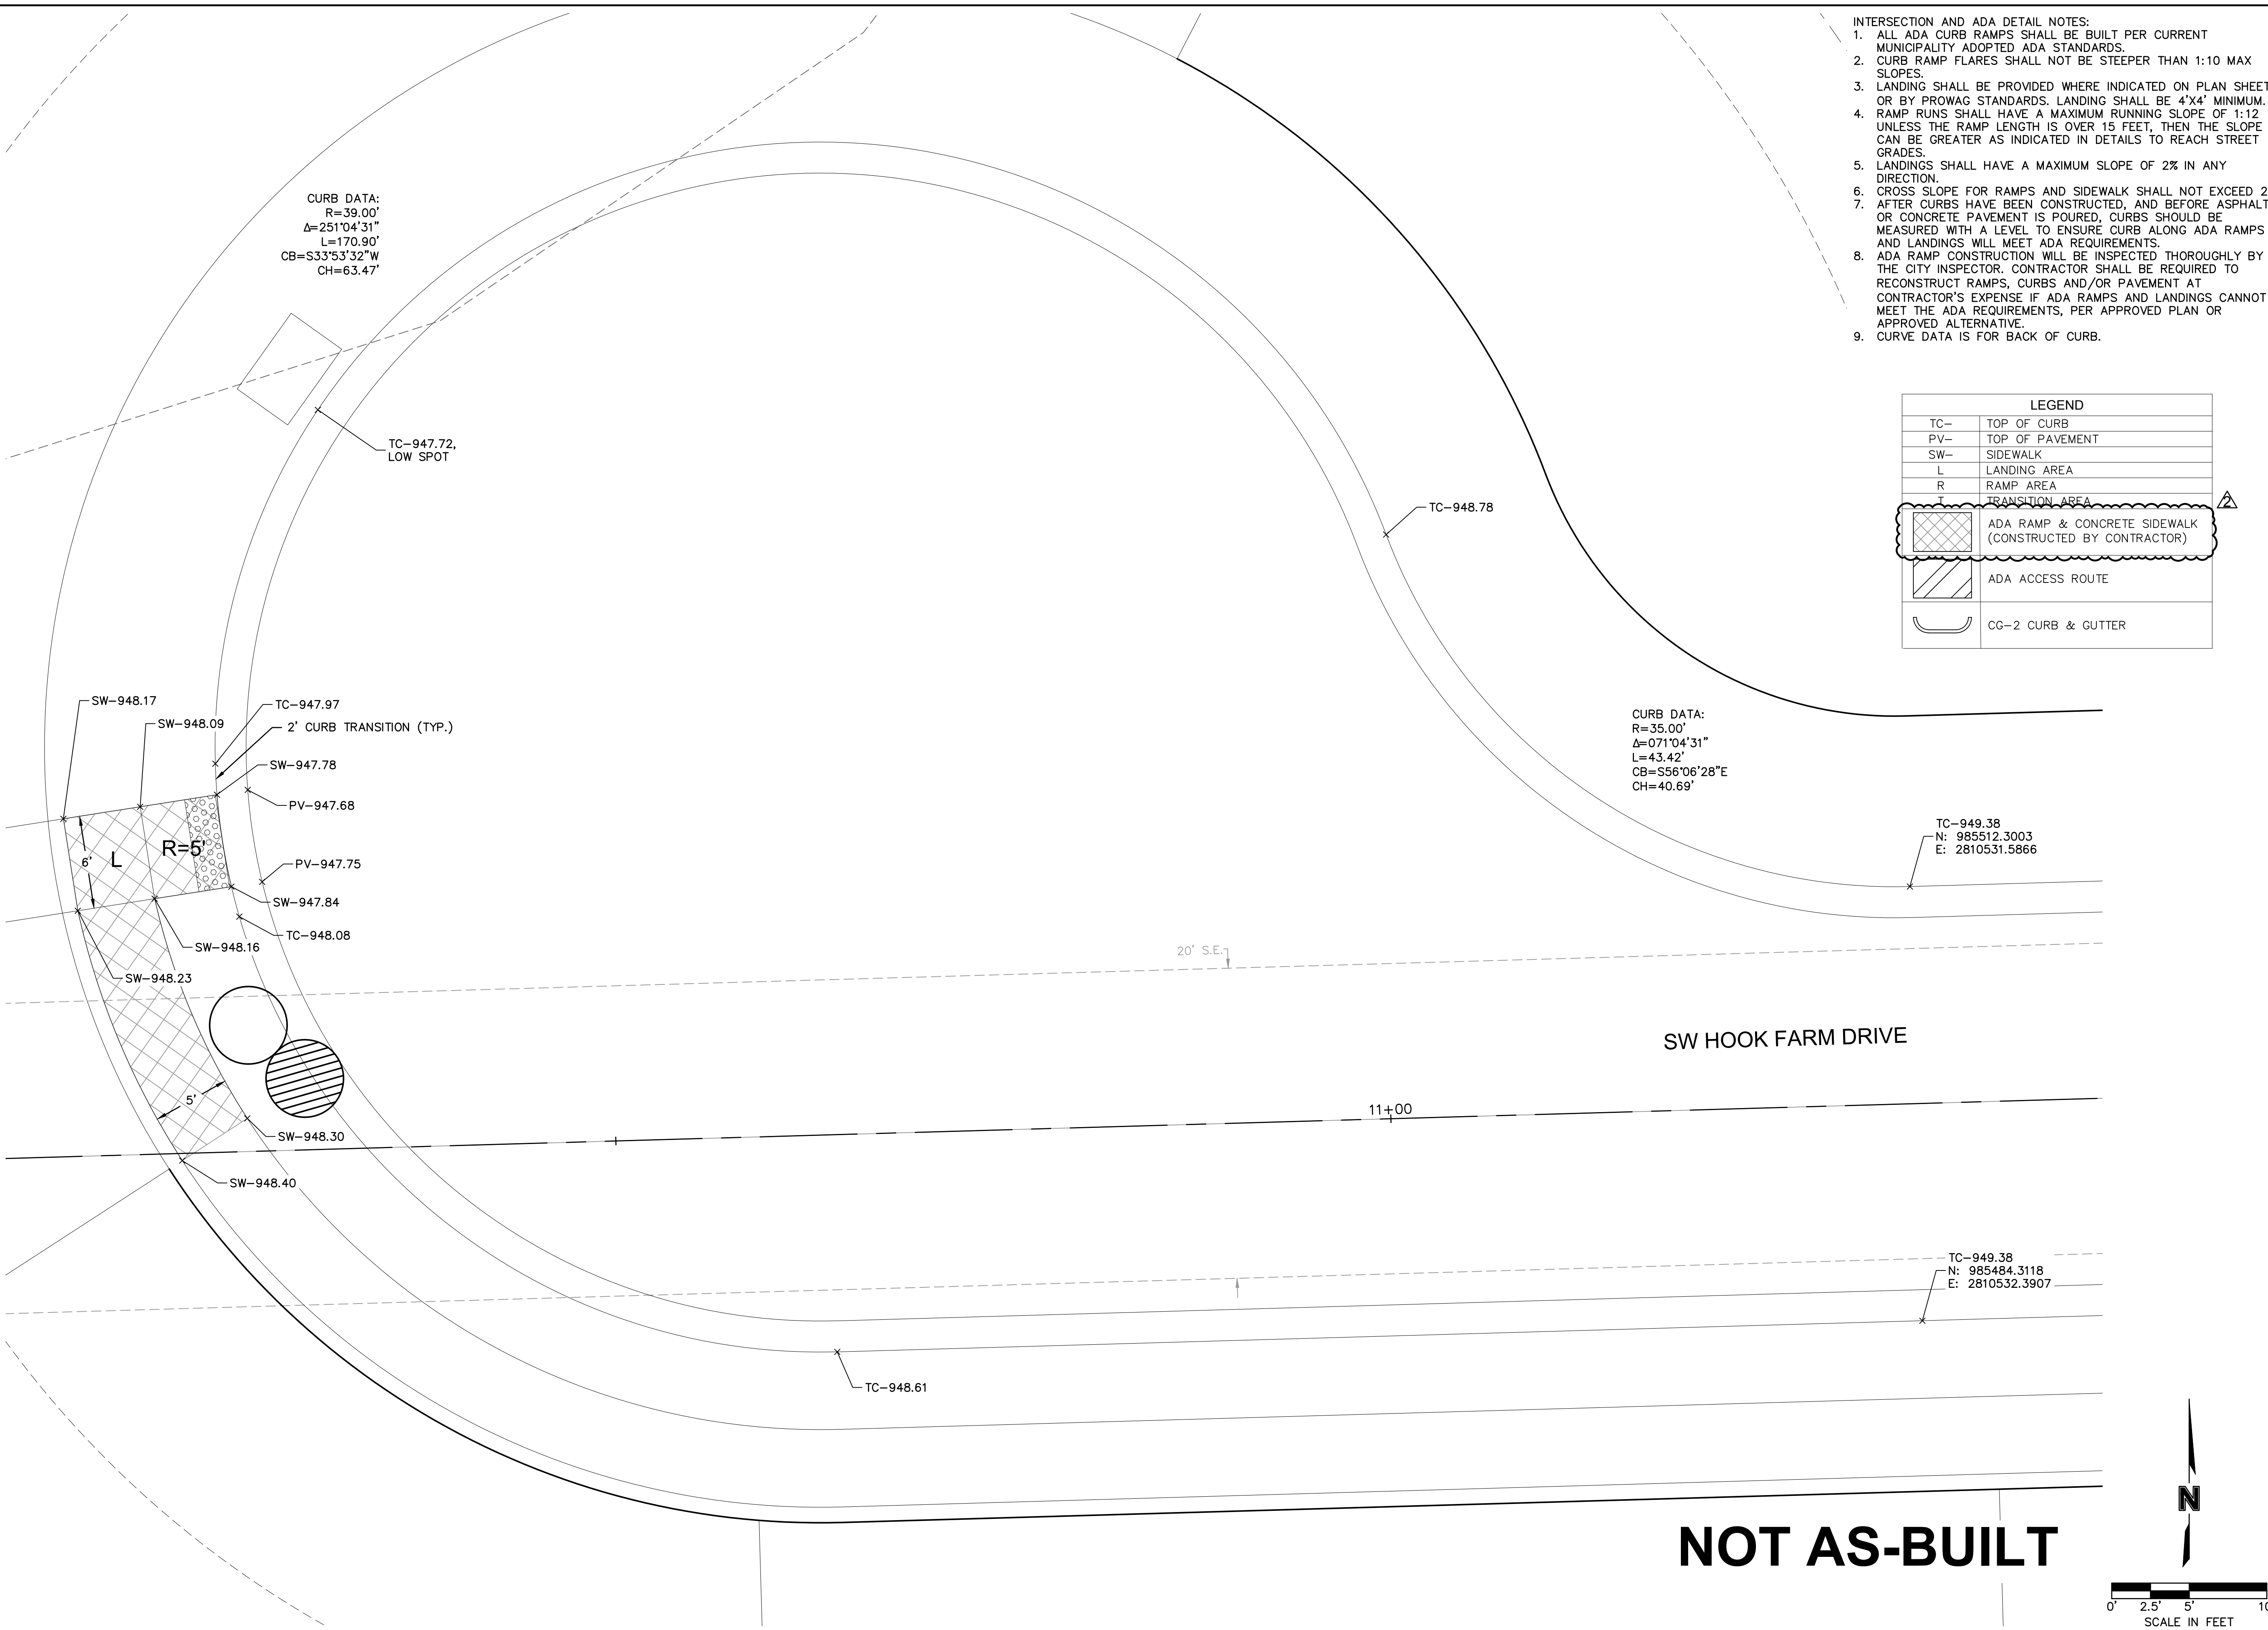 INTERSECTION AND ADA DETAIL NOTES:
1. ALL ADA CURB RAMPS SHALL BE BUILT PER CURRENT
MUNICIPALITY ADOPTED ADA STANDARDS.
2. CURB RAMP FLARES SHALL NOT BE STEEPER THAN 1:10 MAX
SLOPES.
3. LANDING SHALL BE PROVIDED WHERE INDICATED ON PLAN SHEET
OR BY PROWAG STANDARDS. LANDING SHALL BE 4'X4' MINIMUM.
4. RAMP RUNS SHALL HAVE A MAXIMUM RUNNING SLOPE OF 1:12
UNLESS THE RAMP LENGTH IS OVER 15 FEET, THEN THE SLOPE
CAN BE GREATER AS INDICATED IN DETAILS TO REACH STREET
GRADES.
5. LANDINGS SHALL HAVE A MAXIMUM SLOPE OF 2% IN ANY
DIRECTION.
6. CROSS SLOPE FOR RAMPS AND SIDEWALK SHALL NOT EXCEED 2
7. AFTER CURBS HAVE BEEN CONSTRUCTED, AND BEFORE ASPHALT
OR CONCRETE PAVEMENT IS POURED, CURBS SHOULD BE
MEASURED WITH A LEVEL TO ENSURE CURB ALONG ADA RAMPS
AND LANDINGS WILL MEET ADA REQUIREMENTS.
8. ADA RAMP CONSTRUCTION WILL BE INSPECTED THOROUGHLY BY
THE CITY INSPECTOR. CONTRACTOR SHALL BE REQUIRED TO
RECONSTRUCT RAMPS, CURBS AND/OR PAVEMENT AT
CONTRACTOR'S EXPENSE IF ADA RAMPS AND LANDINGS CANNOT
MEET THE ADA REQUIREMENTS, PER APPROVED PLAN OR
APPROVED ALTERNATIVE.
9. CURVE DATA IS FOR BACK OF CURB.
CURB DATA:
R=39.00'
Δ=251°04'31"
L=170.90'
CB=S33°53'32"W
CH=63.47'
LEGEND
TC- TOP OF CURB
PV- TOP OF PAVEMENT
SW- SIDEWALK
L LANDING AREA
R RAMP AREA
T TRANSITION AREA
2
ADA RAMP & CONCRETE SIDEWALK
(CONSTRUCTED BY CONTRACTOR)
ADA ACCESS ROUTE
CG-2 CURB & GUTTER
TC-947.72,
LOW SPOT
TC-948.78
SW-948.17
TC-947.97
SW-948.09
2' CURB TRANSITION (TYP.)
SW-947.78
PV-947.68
CURB DATA:
R=35.00'
Δ=071°04'31"
L=43.42'
CB=S56°06'28"E
CH=40.69'
6'
L
R=5'
PV-947.75
SW-947.84
TC-948.08
SW-948.16
SW-948.23
TC-949.38
N: 985512.3003
E: 2810531.5866
20' S.E.
SW HOOK FARM DRIVE
5'
11+00
SW-948.30
SW-948.40
TC-949.38
N: 985484.3118
E: 2810532.3907
TC-948.61
N
NOT AS-BUILT
0' 2.5' 5' 10
SCALE IN FEET